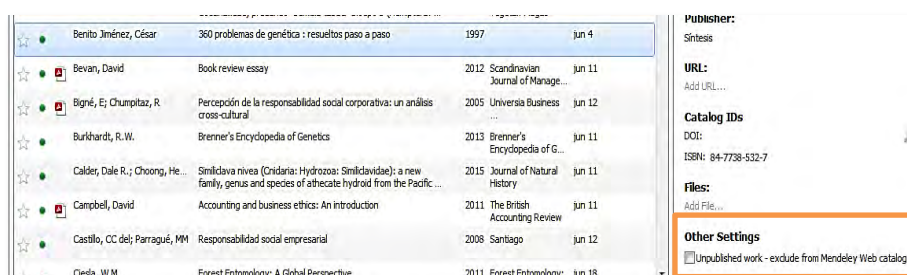 Benito Jiménez, César 360 problemas de genética : resueltos paso a paso 1997 jun 4
Bevan, David Book review essay 2012 Scandinavian jun 11
Journal of Manage...
Bigné, E; Chumpitaz, R Percepción de la responsabilidad social corporativa: un análisis 2005 Universia Business jun 12
cross-cultural ...
Burkhardt, R.W. Brenner's Encyclopedia of Genetics 2013 Brenner's jun 11
Encyclopedia of G...
Calder, Dale R.; Choong, He... Similiclava nivea (Cnidaria: Hydrozoa: Similiclavidae): a new 2015 Journal of Natural jun 11
family, genus and species of athecate hydroid from the Pacific ... History
Campbell, David Accounting and business ethics: An introduction 2011 The British jun 11
Accounting Review
Castillo, CC del; Parragué, MM Responsabilidad social empresarial 2008 Santiago jun 12
Ciesla, W.M. Forest Entomology: A Global Perspective 2011 Forest Entomology: jun 18
Publisher:
Síntesis
URL:
Add URL...
Catalog IDs
DOI:
ISBN: 84-7738-532-7
Files:
Add File...
Other Settings
Unpublished work - exclude from Mendeley Web catalog